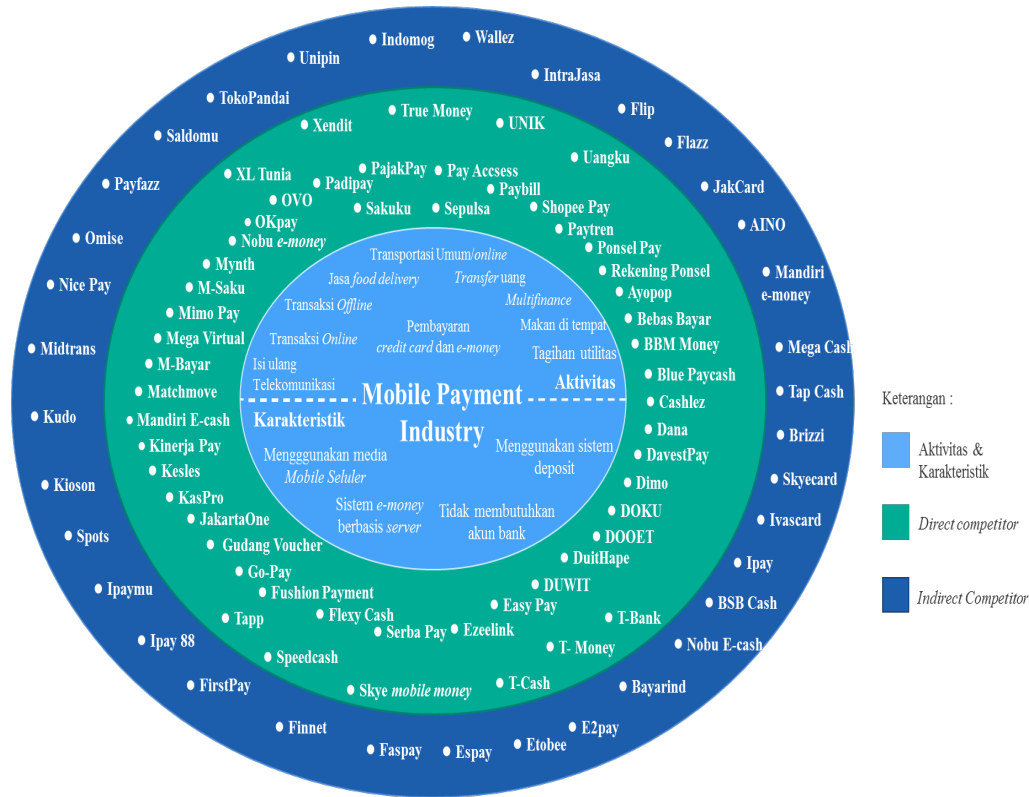 Indomog
Wallez
Unipin
IntraJasa
TokoPandai
Flip
Saldomu
Flazz
Payfazz
JakCard
Omise
AINO
Nice Pay
Mandiri
e-money
Midtrans
Mega Cash
Tap Cash
Kudo
Brizzi
Kioson
Skyecard
Spots
Ivascard
Ipaymu
Ipay
BSB Cash
Ipay 88
Nobu E-cash
FirstPay
Bayarind
Finnet
E2pay
Faspay
Espay
Etobee
True Money
Xendit
UNIK
Uangku
XL Tunia
PajakPay
Pay Accsess
Padipay
Paybill
OVO
Sakuku
Sepulsa
Shopee Pay
OKpay
Paytren
Nobu e-money
Ponsel Pay
Mynth
Rekening Ponsel
M-Saku
Ayopop
Mimo Pay
Bebas Bayar
Mega Virtual
BBM Money
M-Bayar
Blue Paycash
Matchmove
Cashlez
Mandiri E-cash
Dana
Kinerja Pay
DavestPay
Kesles
Dimo
KasPro
DOKU
JakartaOne
DOOET
Gudang Voucher
DuitHape
Go-Pay
DUWIT
Fushion Payment
Easy Pay
Flexy Cash
Tapp
T-Bank
Serba Pay
Ezeelink
Speedcash
T- Money
Skye mobile money
T-Cash
Transportasi Umum/online
Jasa food delivery
Transfer uang
Transaksi Offline
Multifinance
Pembayaran
credit card dan e-money
Makan di tempat
Transaksi Online
Tagihan utilitas
Isi ulang
Telekomunikasi
Aktivitas
Mobile Payment
Industry
Karakteristik
Mengggunakan media
Mobile Seluler
Menggunakan sistem
deposit
Sistem e-money
berbasis server
Tidak membutuhkan
akun bank
Keterangan :
Aktivitas &
Karakteristik
Direct competitor
Indirect Competitor